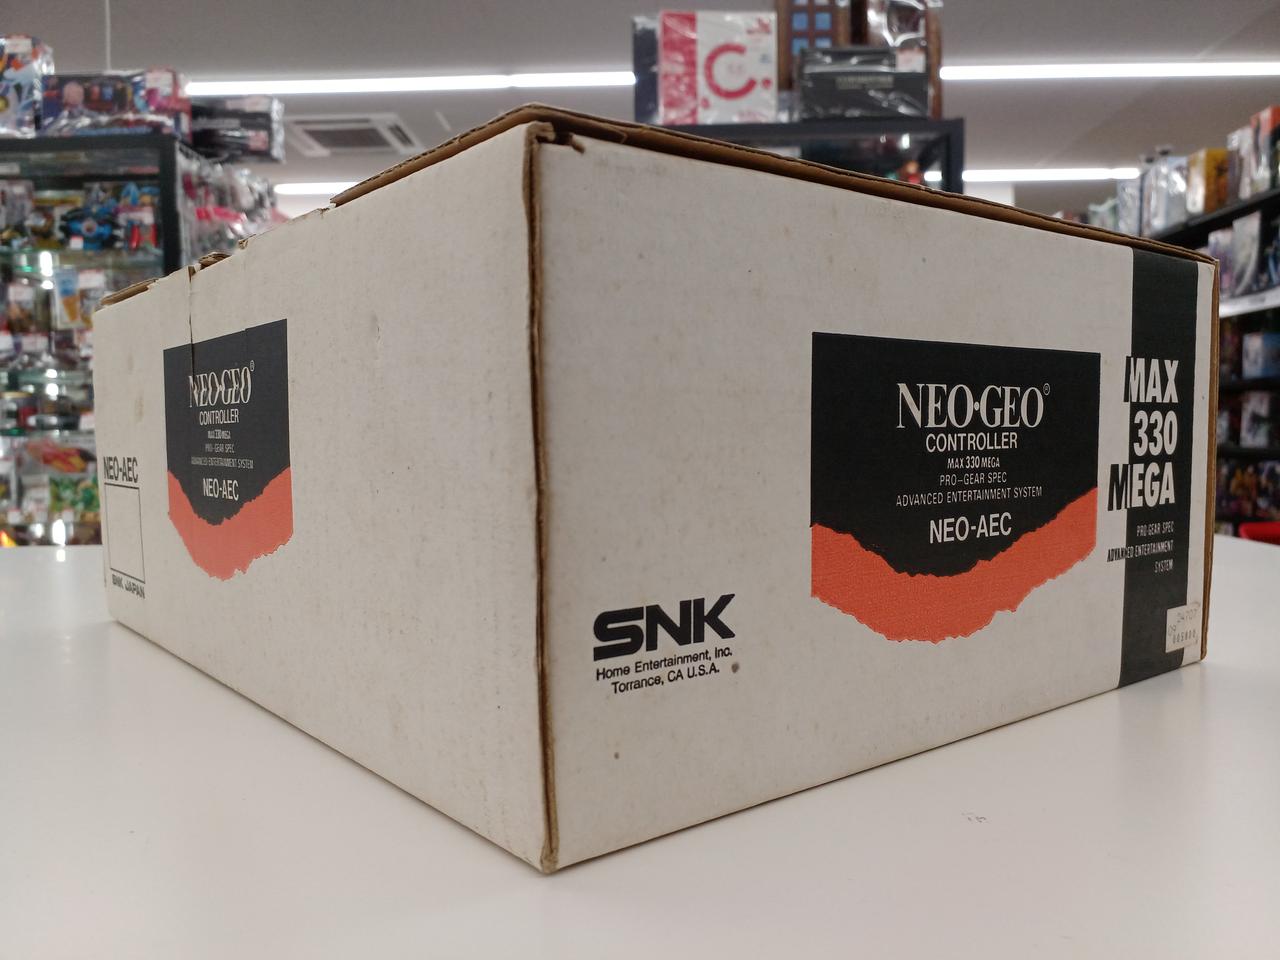 NEO·GEO®
CONTROLLER
MAX 330 MEGA
PRO-GEAR SPEC
ADVANCED ENTERTAINMENT SYSTEM
NEO-AEC
NEO-AEC
SNK JAPAN
NEO·GEO®
CONTROLLER
MAX 330 MEGA
PRO-GEAR SPEC
ADVANCED ENTERTAINMENT SYSTEM
NEO-AEC
SNK
Home Entertainment, Inc.
Torrance, CA U.S.A.
MAX
330
MEGA
PRO-GEAR SPEC
ADVANCED ENTERTAINMENT
SYSTEM